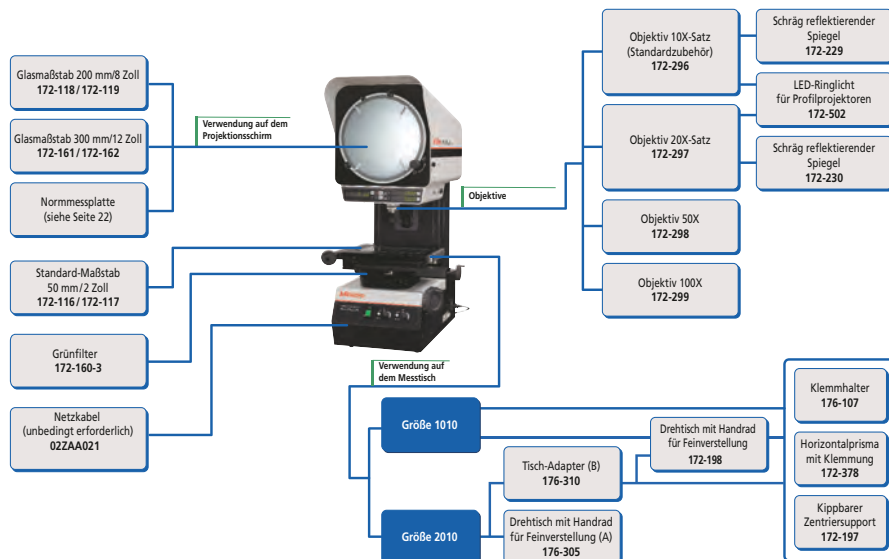 Glasmaßstab 200 mm/8 Zoll
172-118 / 172-119
Glasmaßstab 300 mm/12 Zoll
172-161 / 172-162
Normmessplatte
(siehe Seite 22)
Standard-Maßstab
50 mm/2 Zoll
172-116 / 172-117
Grünfilter
172-160-3
Netzkabel
(unbedingt erforderlich)
02ZAA021
Verwendung auf dem
Projektionsschirm
Mitutoyo
Objektive
Verwendung auf
dem Messtisch
Objektiv 10X-Satz
(Standardzubehör)
172-296
Objektiv 20X-Satz
172-297
Objektiv 50X
172-298
Objektiv 100X
172-299
Schräg reflektierender
Spiegel
172-229
LED-Ringlicht
für Profilprojektoren
172-502
Schräg reflektierender
Spiegel
172-230
Größe 1010
Größe 2010
Tisch-Adapter (B)
176-310
Drehtisch mit Handrad
für Feinverstellung (A)
176-305
Drehtisch mit Handrad
für Feinverstellung
172-198
Klemmhalter
176-107
Horizontalprisma
mit Klemmung
172-378
Kippbarer
Zentriersupport
172-197